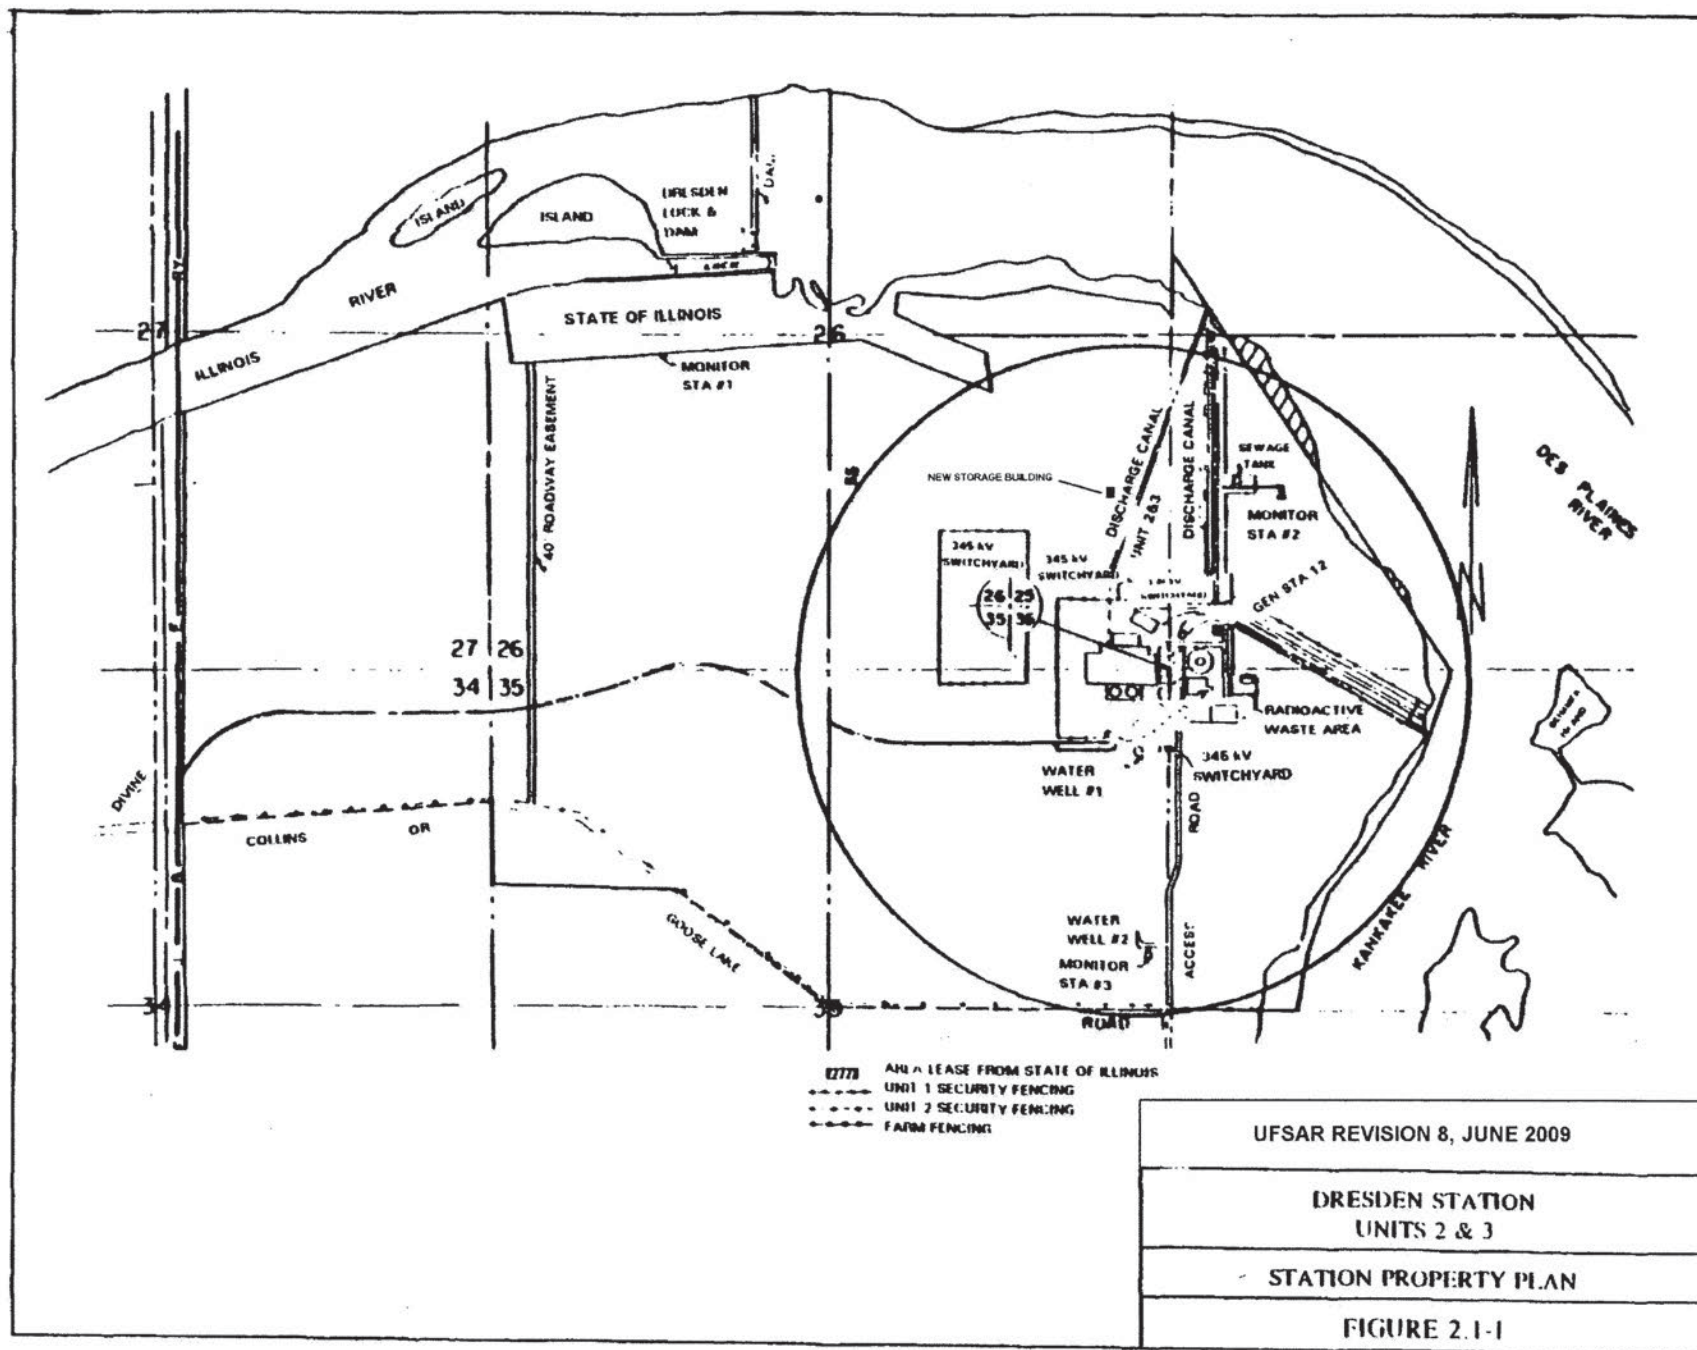 DRESDEN
LOCK &
DAM
ISLAND
ISLAND
RIVER
ILLINOIS
STATE OF ILLINOIS
27
26
MONITOR
STA #1
40' ROADWAY EASEMENT
NEW STORAGE BUILDING
DISCHARGE CANAL
UNIT 2&3
DISCHARGE CANAL
SEWAGE
TANK
MONITOR
STA #2
DES PLAINES
RIVER
N
345 kV
SWITCHYARD
345 kV
SWITCHYARD
26 25
35 36
GEN STA 12
27 26
34 35
RADIOACTIVE
WASTE AREA
345 kV
SWITCHYARD
WATER
WELL #1
DIVINE
COLLINS OR
GOOSE LAKE
ROAD
ACCESS
ROAD
WATER
WELL #2
MONITOR
STA #3
KANKAKEE RIVER
34
35
AREA LEASE FROM STATE OF ILLINOIS
UNIT 1 SECURITY FENCING
UNIT 2 SECURITY FENCING
FARM FENCING
UFSAR REVISION 8, JUNE 2009
DRESDEN STATION
UNITS 2 & 3
STATION PROPERTY PLAN
FIGURE 2.1-1